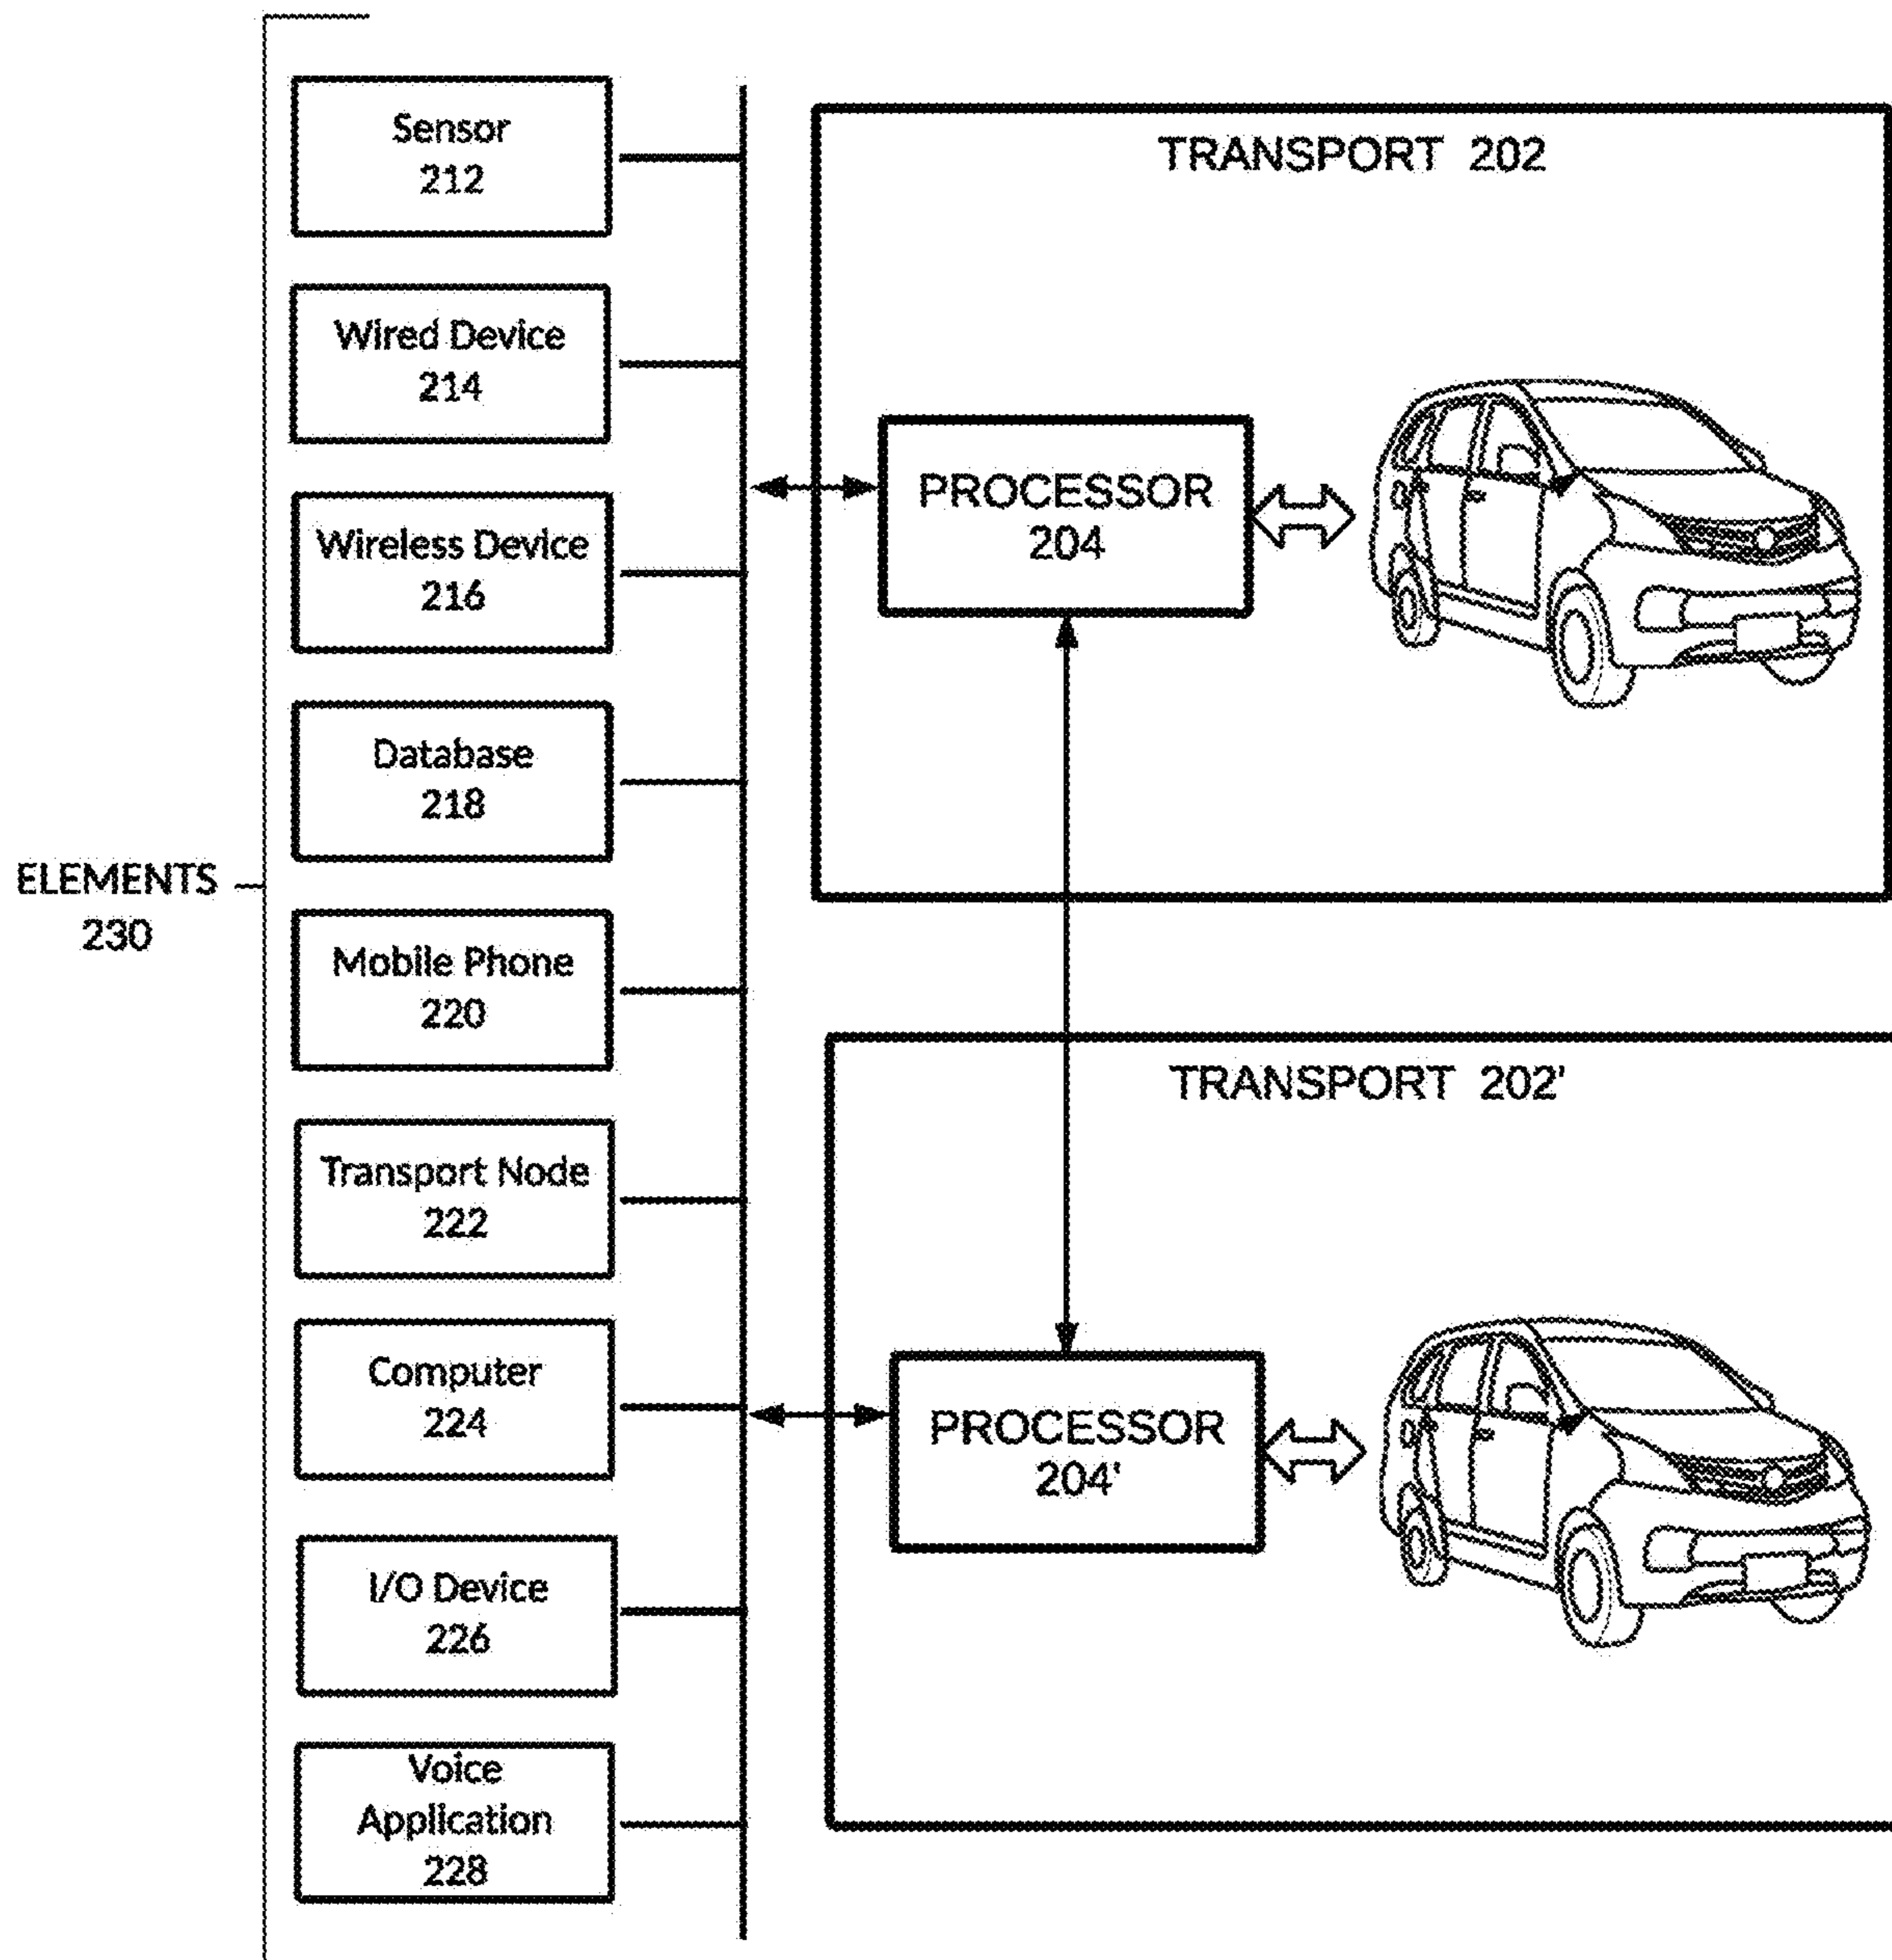 Sensor
212
Wired Device
214
Wireless Device
216
Database
218
ELEMENTS
230
Mobile Phone
220
Transport Node
222
Computer
224
I/O Device
226
Voice
Application
228
TRANSPORT 202
PROCESSOR
204
TRANSPORT 202'
PROCESSOR
204'